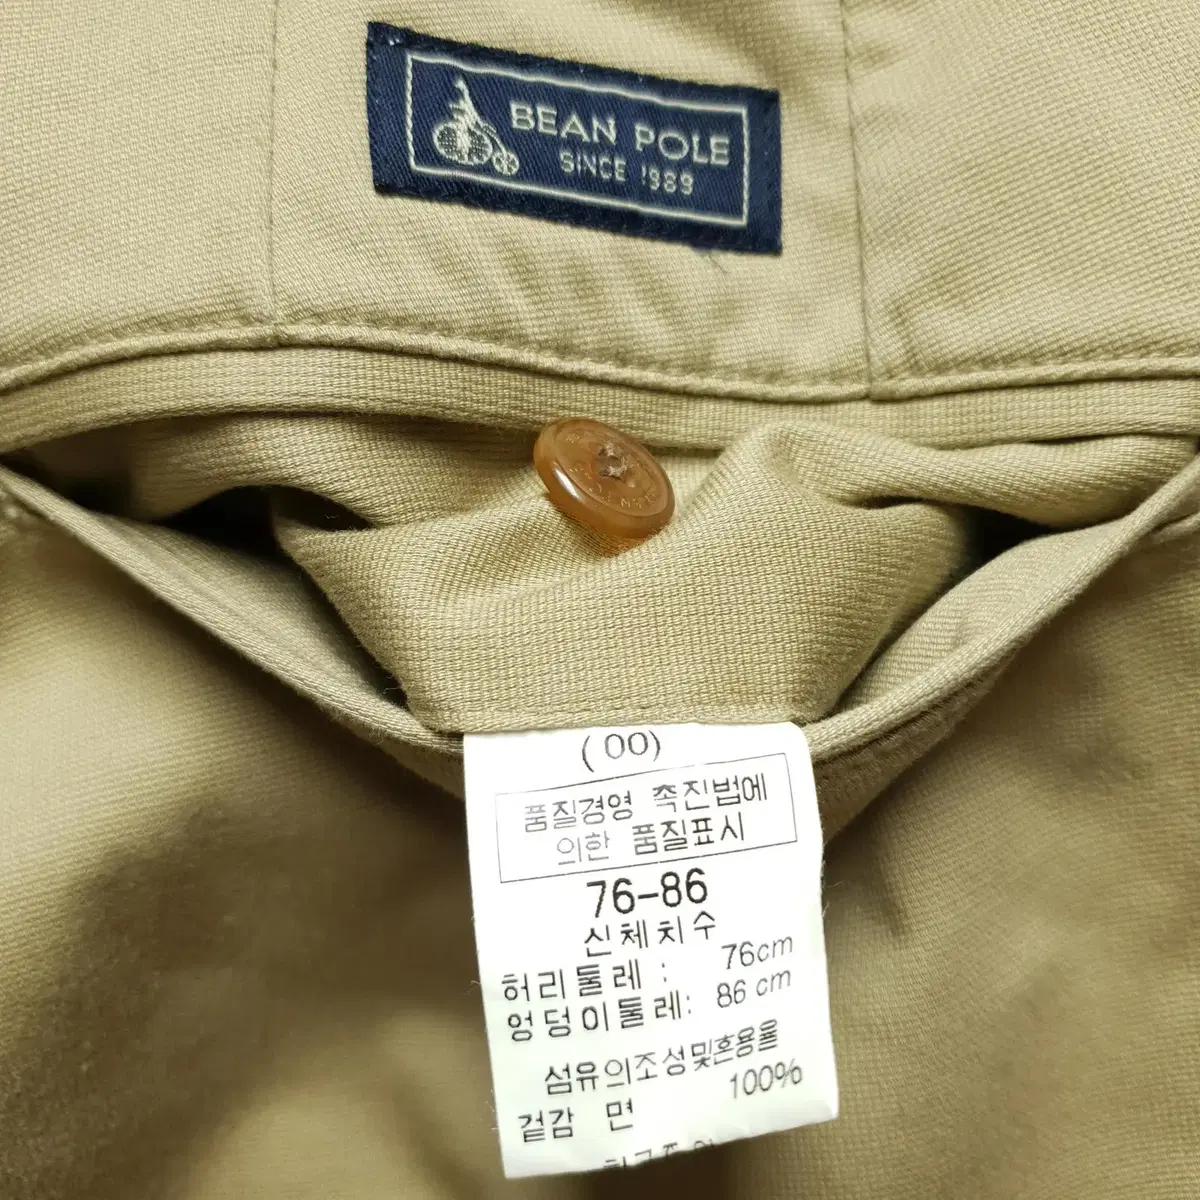 BEAN POLE
SINCE 1989
(00)
품질경영 촉진법에
의한 품질표시
76-86
신체치수
허리둘레 : 76cm
엉덩이둘레: 86 cm
섬유의조성및혼용율
겉감 면 100%